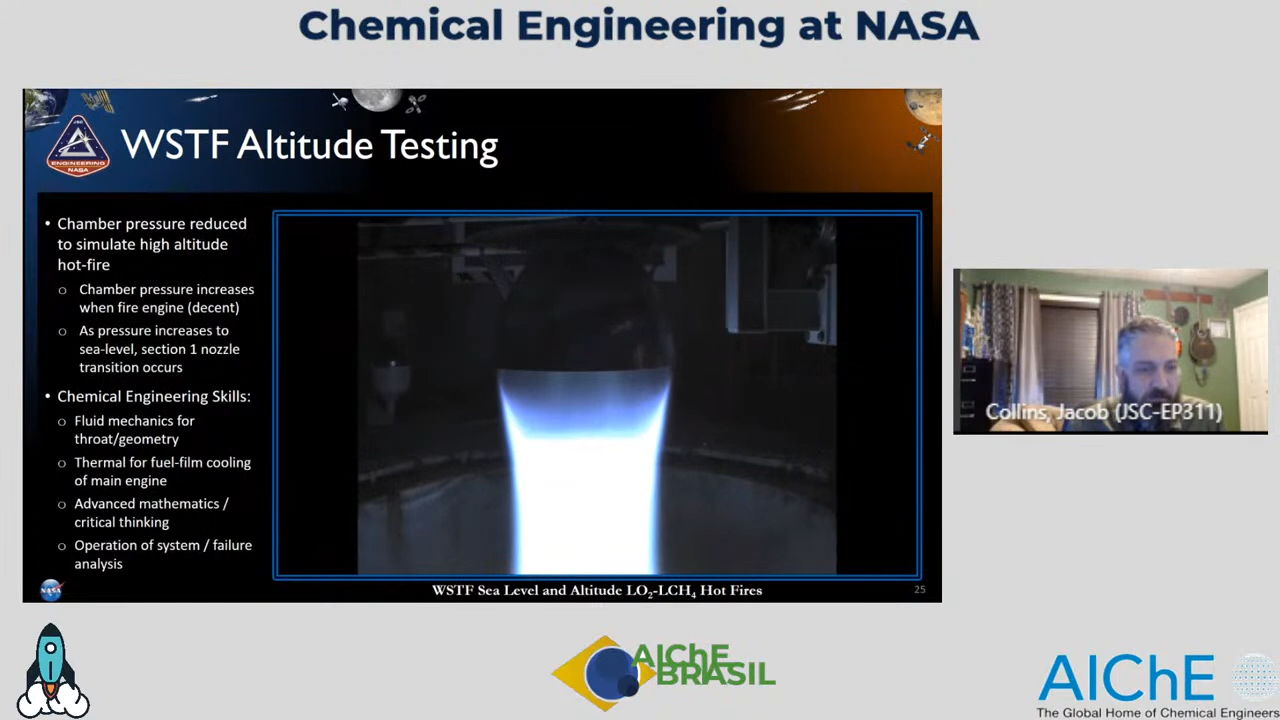 Chemical Engineering at NASA
JSC
ENGINEERING
NASA
WSTF Altitude Testing
• Chamber pressure reduced
to simulate high altitude
hot-fire
o Chamber pressure increases
when fire engine (decent)
o As pressure increases to
sea-level, section 1 nozzle
transition occurs
• Chemical Engineering Skills:
o Fluid mechanics for
throat/geometry
o Thermal for fuel-film cooling
of main engine
o Advanced mathematics /
critical thinking
o Operation of system / failure
analysis
NASA
WSTF Sea Level and Altitude LO₂-LCH₄ Hot Fires
25
Collins, Jacob (JSC-EP311)
AIChE
BRASIL
AIChE
The Global Home of Chemical Engineers